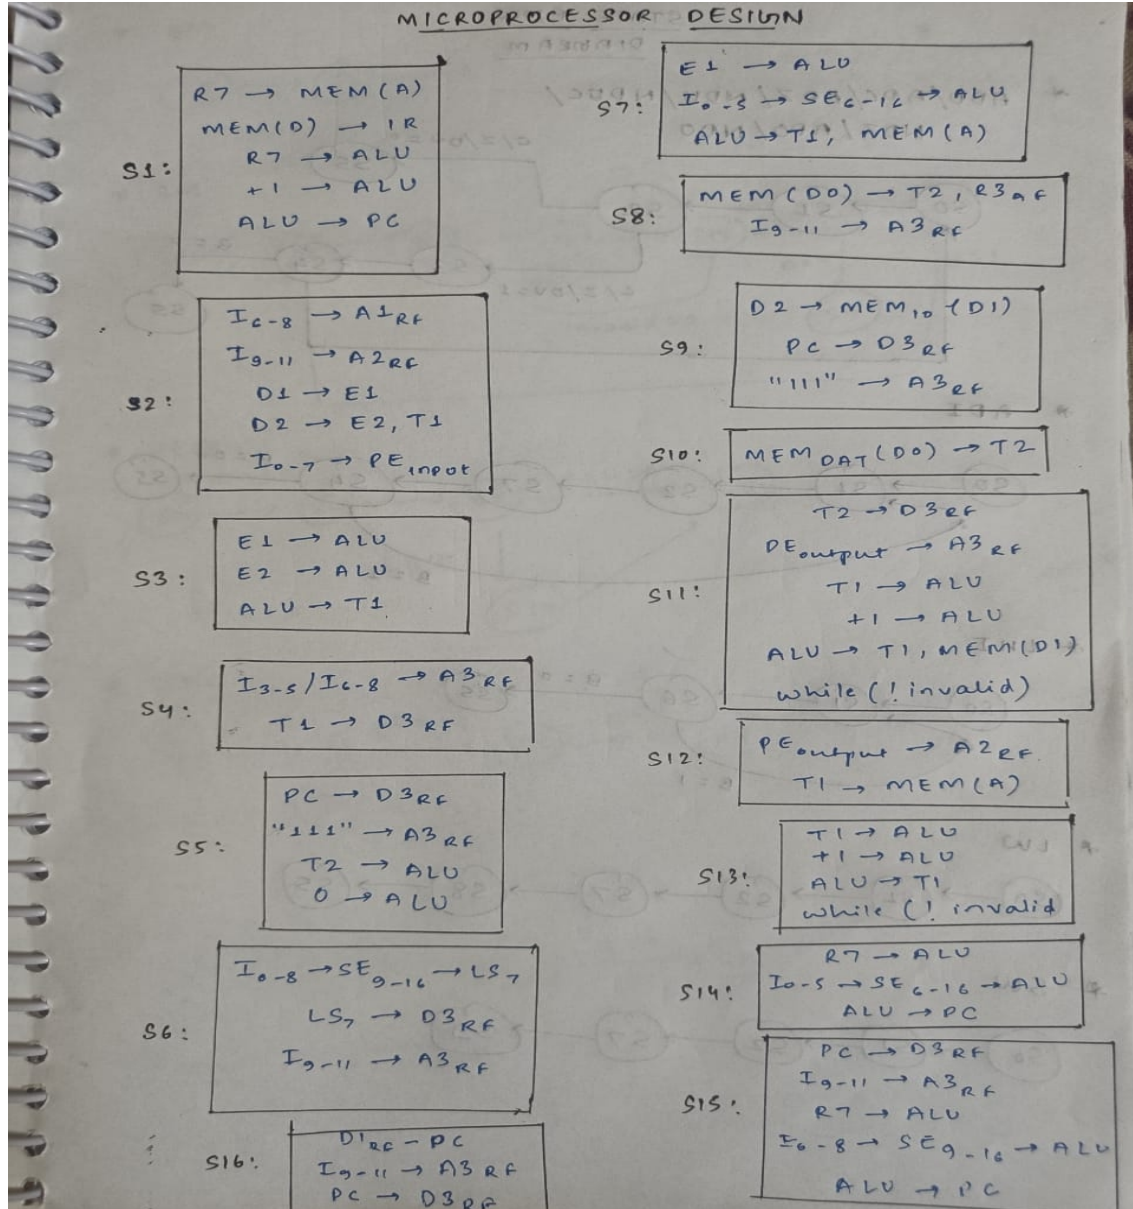 MICROPROCESSOR DESIGN
S1:
R7 → MEM(A)
MEM(D) → IR
R7 → ALU
+1 → ALU
ALU → PC
S2:
I6-8 → A1RF
I9-11 → A2RF
D1 → E1
D2 → E2, T1
I0-7 → PEinput
S3:
E1 → ALU
E2 → ALU
ALU → T1
S4:
I3-5/I6-8 → A3RF
T1 → D3RF
S5:
PC → D3RF
"111" → A3RF
T2 → ALU
0 → ALU
S6:
I0-8 → SE9-16 → LS7
LS7 → D3RF
I9-11 → A3RF
S16:
D1RF - PC
I9-11 → A3RF
PC → D3RF
S7:
E1 → ALU
I0-5 → SE6-16 → ALU
ALU → T1, MEM(A)
S8:
MEM(DO) → T2, R3RF
I9-11 → A3RF
S9:
D2 → MEMIO(D1)
PC → D3RF
"111" → A3RF
S10:
MEMDAT(DO) → T2
S11:
T2 → D3RF
PEoutput → A3RF
T1 → ALU
+1 → ALU
ALU → T1, MEM(D1)
while(! invalid)
S12:
PEoutput → A2RF.
T1 → MEM(A)
S13:
T1 → ALU
+1 → ALU
ALU → T1
while (! invalid
S14:
R7 → ALU
I0-5 → SE6-16 → ALU
ALU → PC
S15:
PC → D3RF
I9-11 → A3RF
R7 → ALU
I0-8 → SE9-16 → ALU
ALU → PC